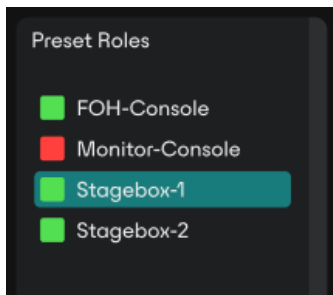 Preset Roles
FOH-Console
Monitor-Console
Stagebox-1
Stagebox-2